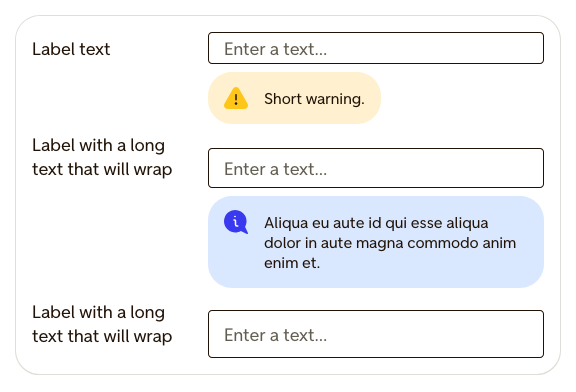 Label text
Enter a text...
Short warning.
Label with a long
text that will wrap
Enter a text...
Aliqua eu aute id qui esse aliqua
dolor in aute magna commodo anim
enim et.
Label with a long
text that will wrap
Enter a text...